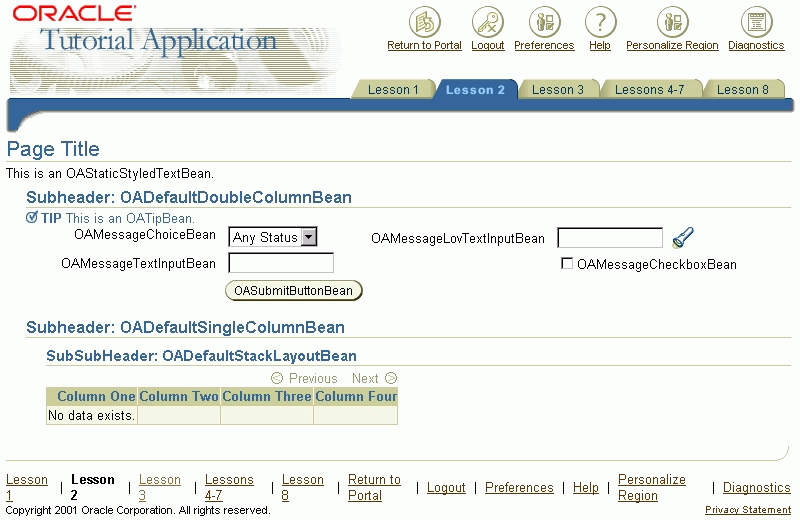 ORACLE
Tutorial Application
Return to Portal Logout Preferences Help Personalize Region Diagnostics
Lesson 1 Lesson 2 Lesson 3 Lessons 4-7 Lesson 8
Page Title
This is an OAStaticStyledTextBean.
Subheader: OADefaultDoubleColumnBean
TIP This is an OATipBean.
OAMessageChoiceBean Any Status OAMessageLovTextInputBean
OAMessageTextInputBean OAMessageCheckboxBean
OASubmitButtonBean
Subheader: OADefaultSingleColumnBean
SubSubHeader: OADefaultStackLayoutBean
Previous Next
Column One Column Two Column Three Column Four
No data exists.
Lesson 1 | Lesson 2 | Lesson 3 | Lessons 4-7 | Lesson 8 | Return to Portal | Logout | Preferences | Help | Personalize Region | Diagnostics
Copyright 2001 Oracle Corporation. All rights reserved. Privacy Statement